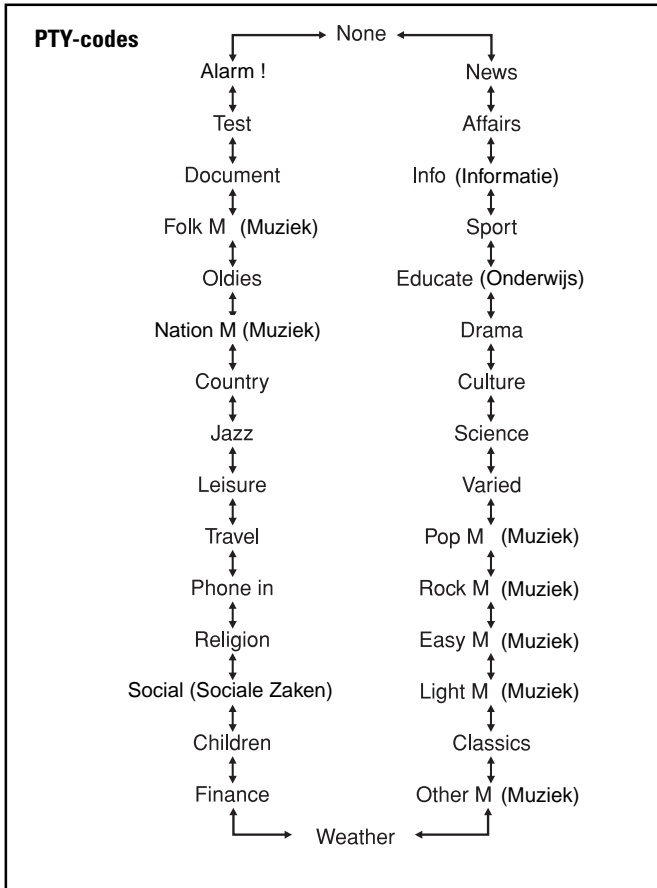 PTY-codes
None
Alarm !
News
Test
Affairs
Document
Info (Informatie)
Folk M (Muziek)
Sport
Oldies
Educate (Onderwijs)
Nation M (Muziek)
Drama
Country
Culture
Jazz
Science
Leisure
Varied
Travel
Pop M (Muziek)
Phone in
Rock M (Muziek)
Religion
Easy M (Muziek)
Social (Sociale Zaken)
Light M (Muziek)
Children
Classics
Finance
Other M (Muziek)
Weather